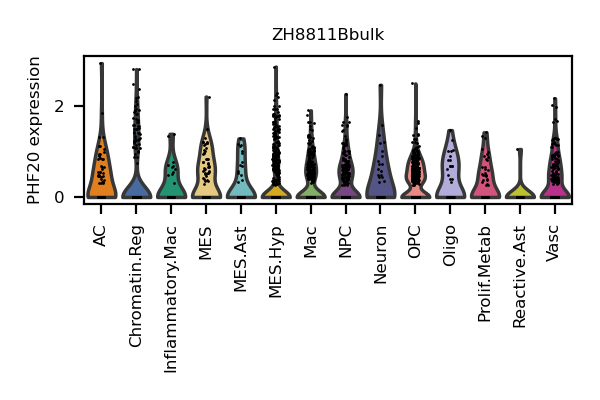 ZH8811Bbulk
PHF20 expression
2
0
AC
Chromatin.Reg
Inflammatory.Mac
MES
MES.Ast
MES.Hyp
Mac
NPC
Neuron
OPC
Oligo
Prolif.Metab
Reactive.Ast
Vasc